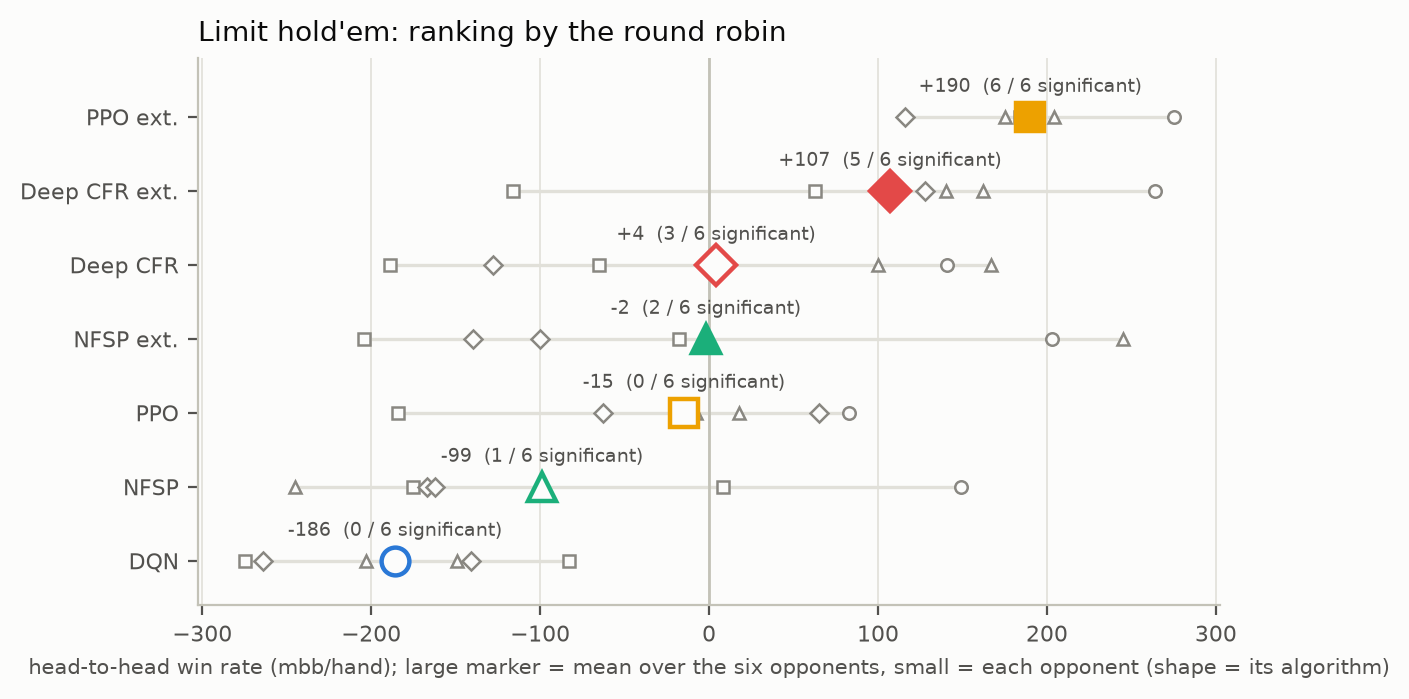 Limit hold'em: ranking by the round robin
+190  (6 / 6 significant)
PPO ext.
+107  (5 / 6 significant)
Deep CFR ext.
+4  (3 / 6 significant)
Deep CFR
-2  (2 / 6 significant)
NFSP ext.
-15  (0 / 6 significant)
PPO
-99  (1 / 6 significant)
NFSP
-186  (0 / 6 significant)
DQN
−300 −200 −100 0 100 200 300
head-to-head win rate (mbb/hand); large marker = mean over the six opponents, small = each opponent (shape = its algorithm)